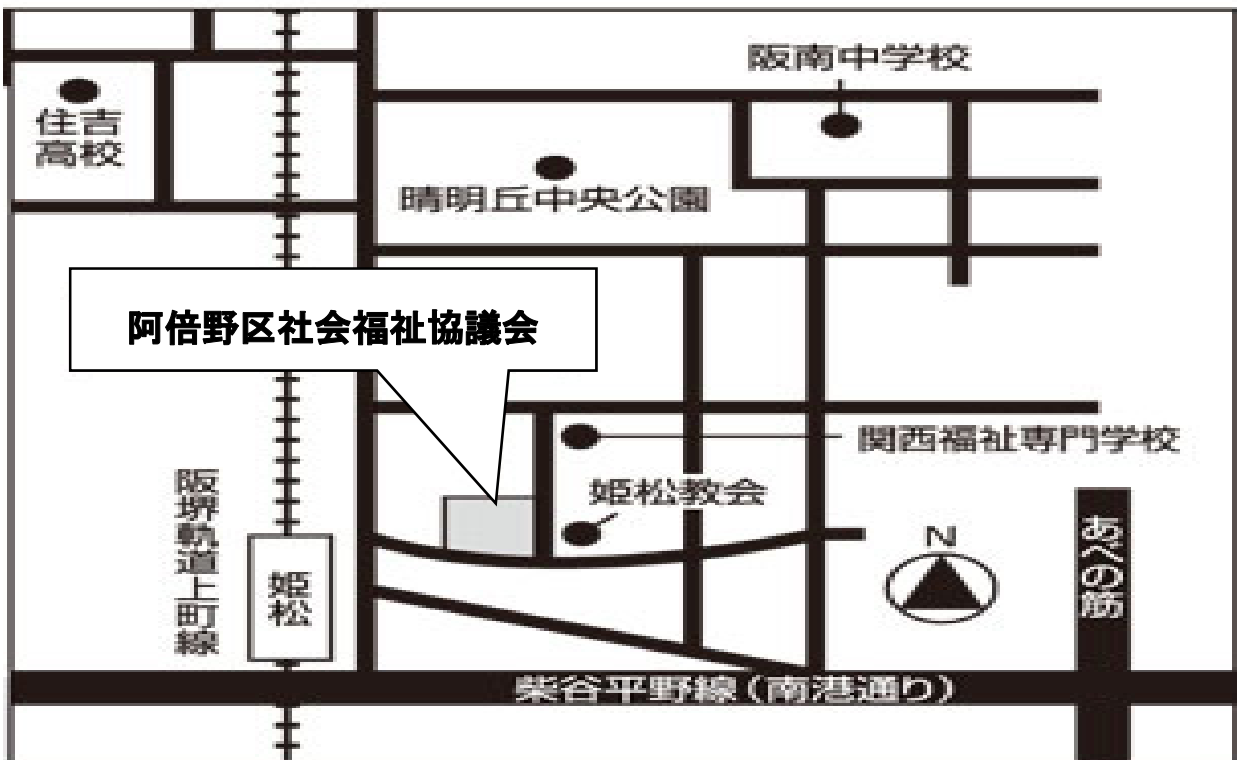 阪南中学校
住吉
高校
晴明丘中央公園
阿倍野区社会福祉協議会
関西福祉専門学校
姫松教会
阪堺軌道上町線
姫松
N
あべの筋
柴谷平野線(南港通り)